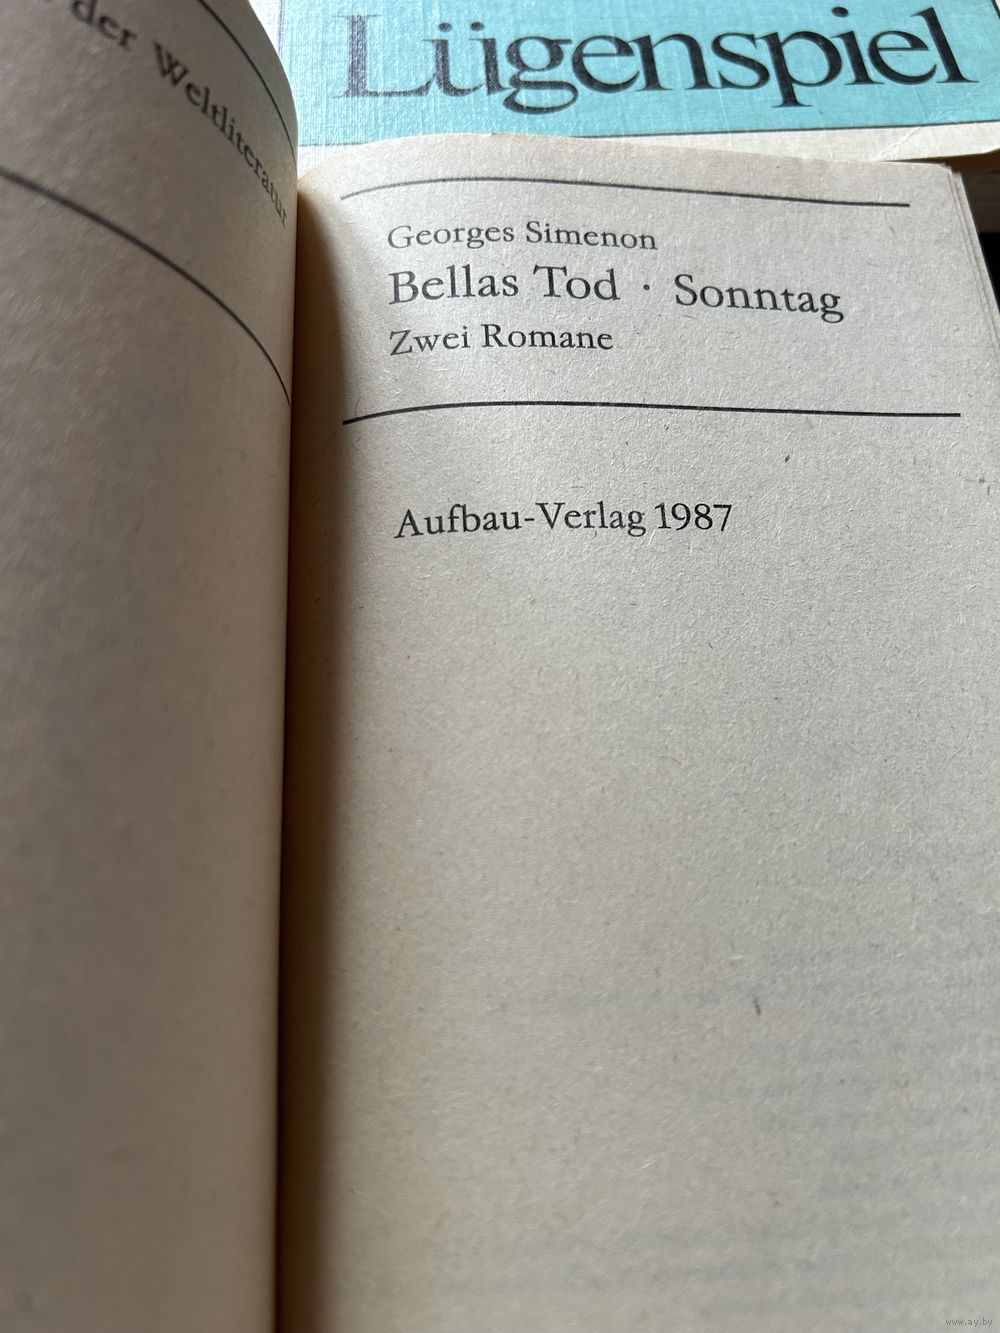 Lügenspiel
der Weltliteratur
Georges Simenon
Bellas Tod · Sonntag
Zwei Romane
Aufbau-Verlag 1987
www.ay.by